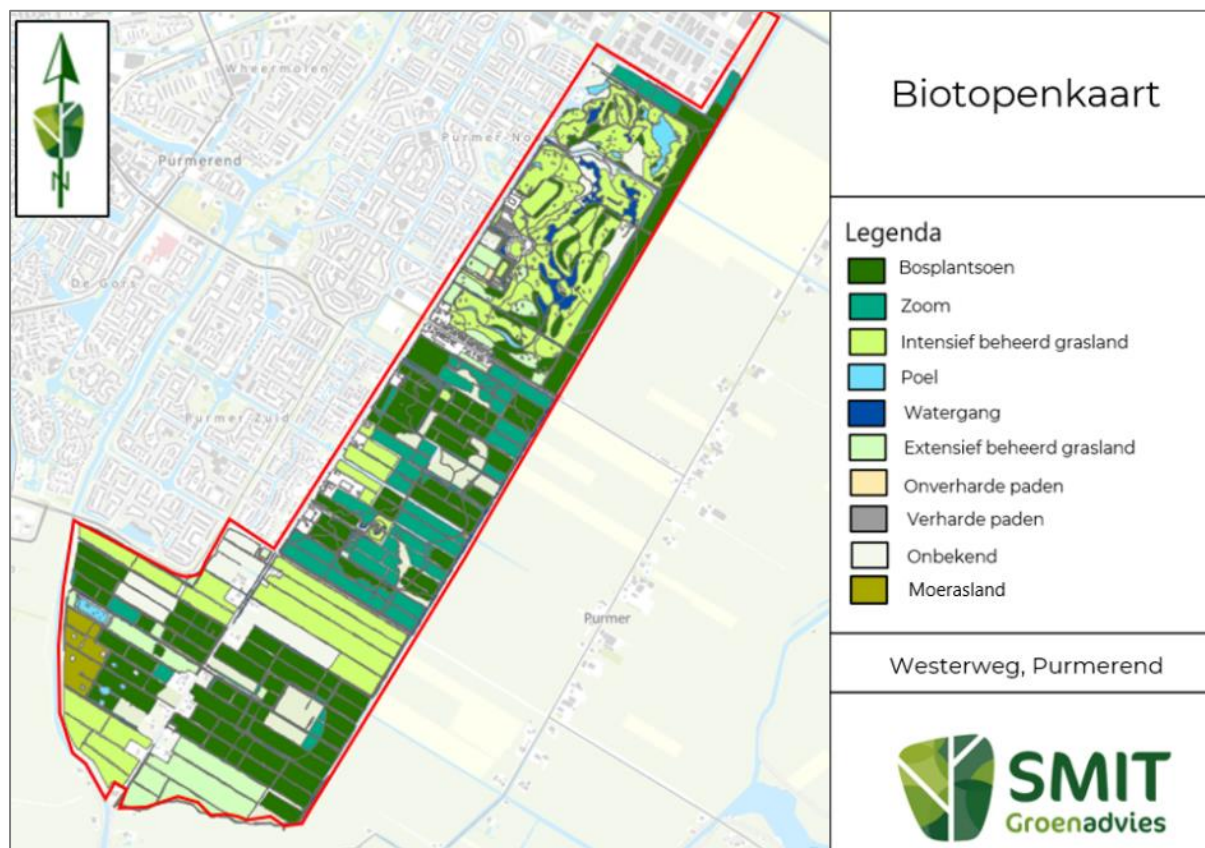 N
Wheermolen
Purmerend
De Gors
Purmer-Zuid
Purmer
Biotopenkaart
Legenda
Bosplantsoen
Zoom
Intensief beheerd grasland
Poel
Watergang
Extensief beheerd grasland
Onverharde paden
Verharde paden
Onbekend
Moerasland
Westerweg, Purmerend
SMIT
Groenadvies